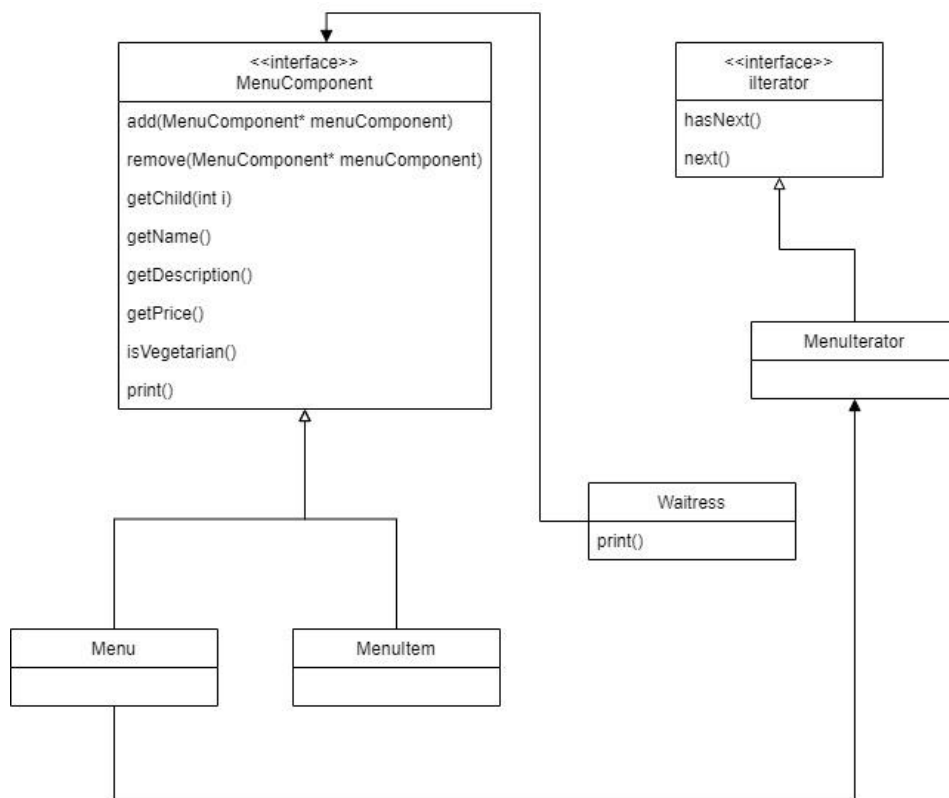 <<interface>>
MenuComponent
add(MenuComponent* menuComponent)
remove(MenuComponent* menuComponent)
getChild(int i)
getName()
getDescription()
getPrice()
isVegetarian()
print()
<<interface>>
iIterator
hasNext()
next()
MenuIterator
Waitress
print()
Menu
MenuItem